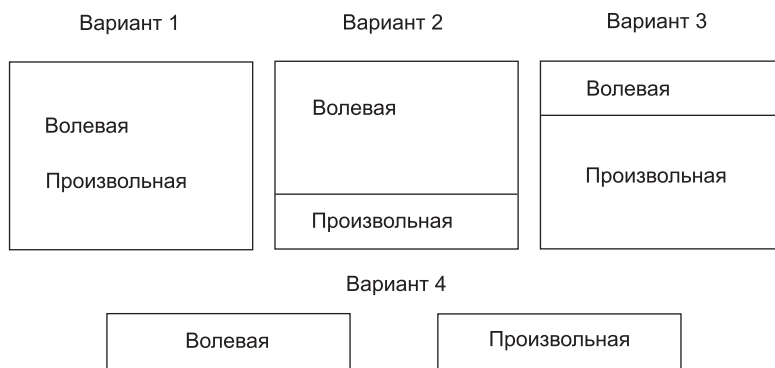 Вариант 1
Вариант 2
Вариант 3
Волевая
Произвольная
Волевая
Произвольная
Волевая
Произвольная
Вариант 4
Волевая
Произвольная